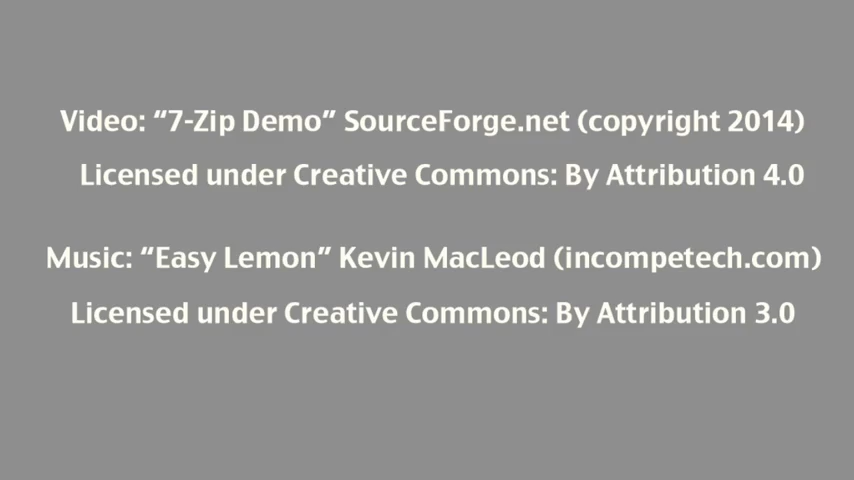 Video: “7-Zip Demo” SourceForge.net (copyright 2014)
Licensed under Creative Commons: By Attribution 4.0
Music: “Easy Lemon” Kevin MacLeod (incompetech.com)
Licensed under Creative Commons: By Attribution 3.0